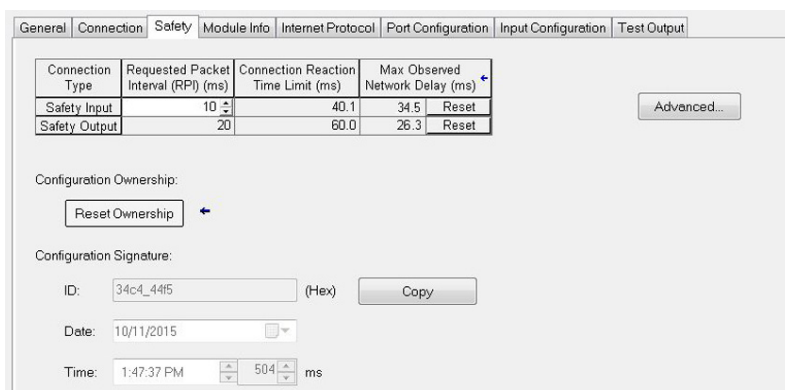 General Connection Safety Module Info Internet Protocol Port Configuration Input Configuration Test Output
Connection Type Requested Packet Interval (RPI) (ms) Connection Reaction Time Limit (ms) Max Observed Network Delay (ms)
Safety Input 10 40.1 34.5 Reset
Safety Output 20 60.0 26.3 Reset
Advanced...
Configuration Ownership:
Reset Ownership
Configuration Signature:
ID: 34c4_44f5 (Hex) Copy
Date: 10/11/2015
Time: 1:47:37 PM 504 ms